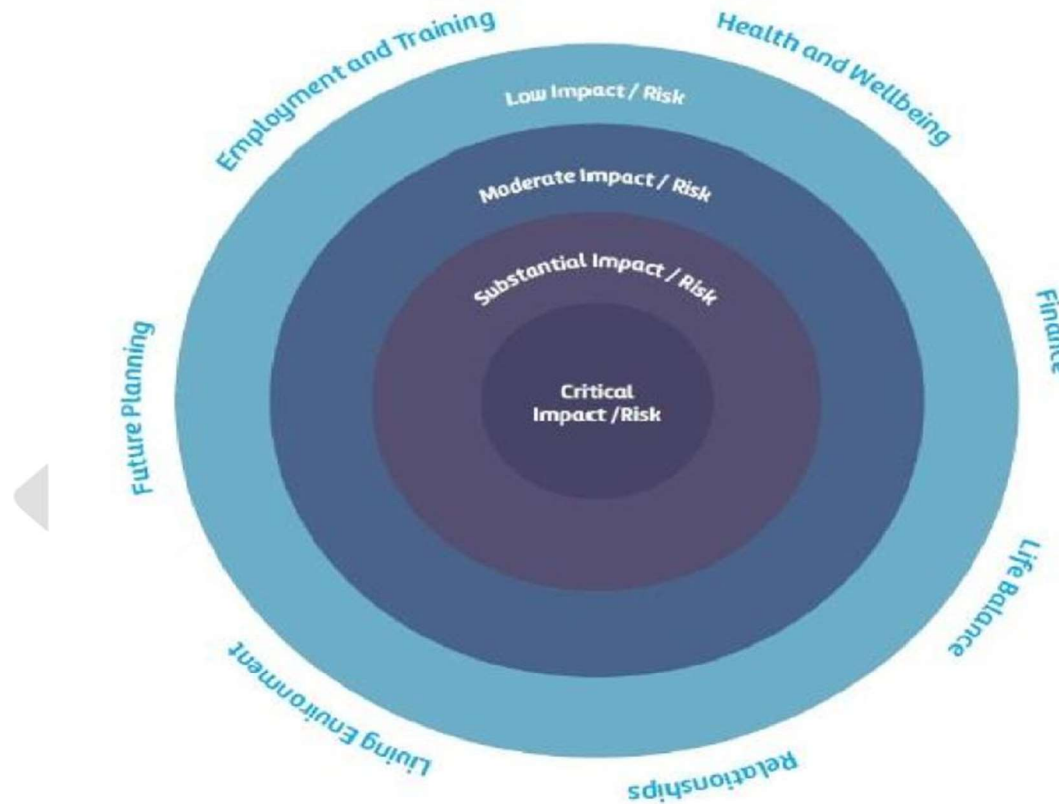 Employment and Training
Health and Wellbeing
Low Impact / Risk
Moderate Impact / Risk
Substantial Impact / Risk
Critical
Impact /Risk
Finance
Life Balance
Relationships
Living Environment
Future Planning